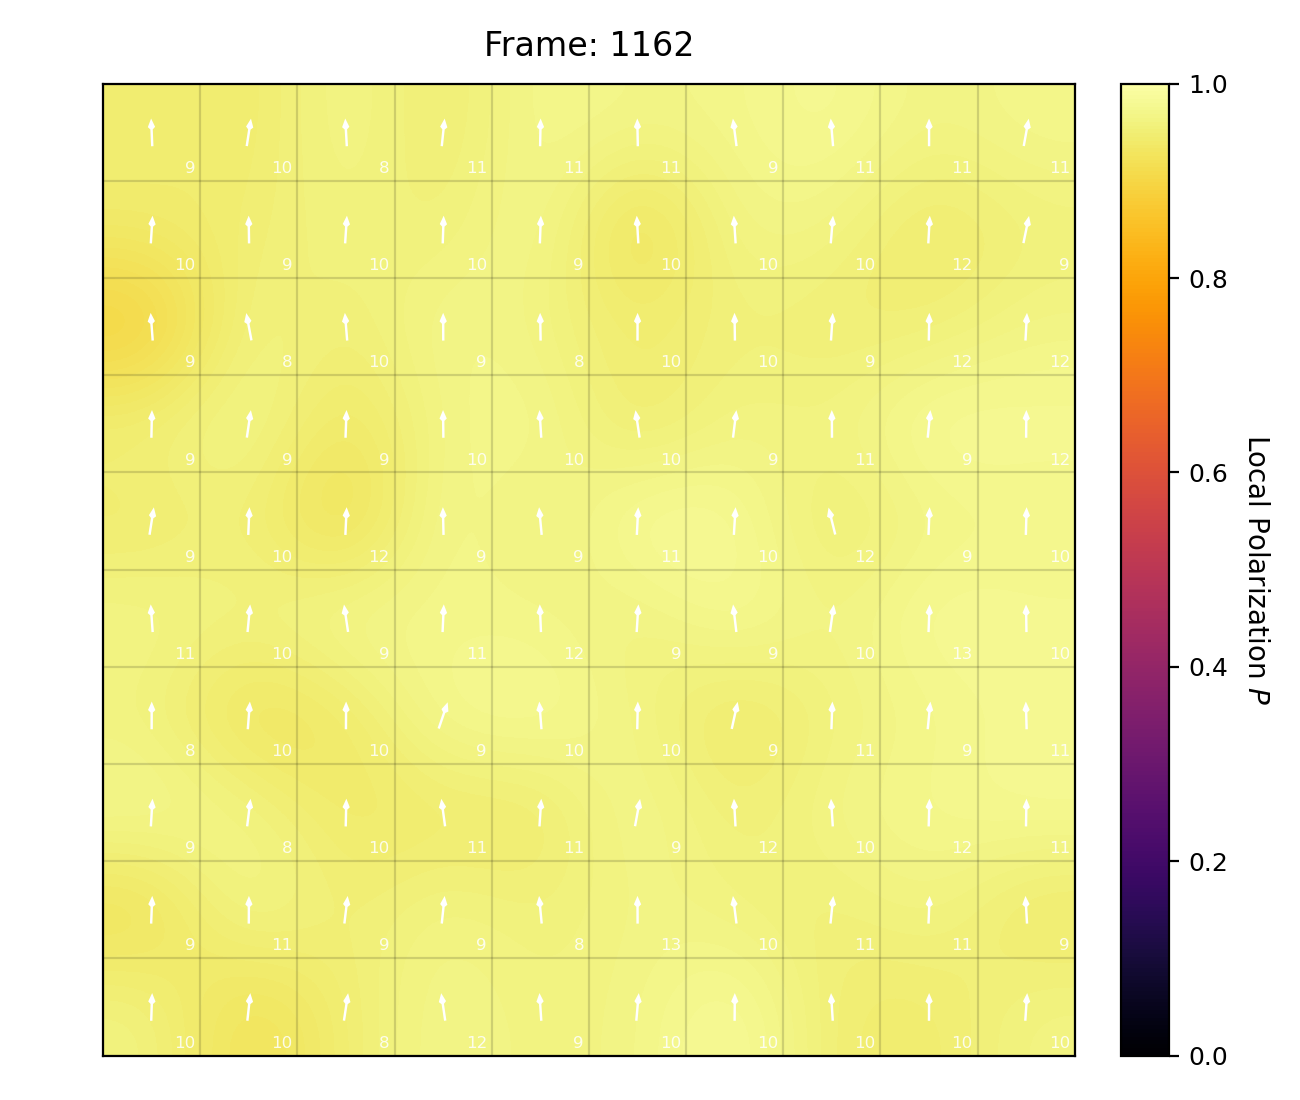 Frame: 1162
9 10 8 11 11 11 9 11 11 11
10 9 10 10 9 10 10 10 12 9
9 8 10 9 8 10 10 9 12 12
9 9 9 10 10 10 9 11 9 12
9 10 12 9 9 11 10 12 9 10
11 10 9 11 12 9 9 10 13 10
8 10 10 9 10 10 9 11 9 11
9 8 10 11 11 9 12 10 12 11
9 11 9 9 8 13 10 11 11 9
10 10 8 12 9 10 10 10 10 10
1.0
0.8
0.6
0.4
0.2
0.0
Local Polarization P